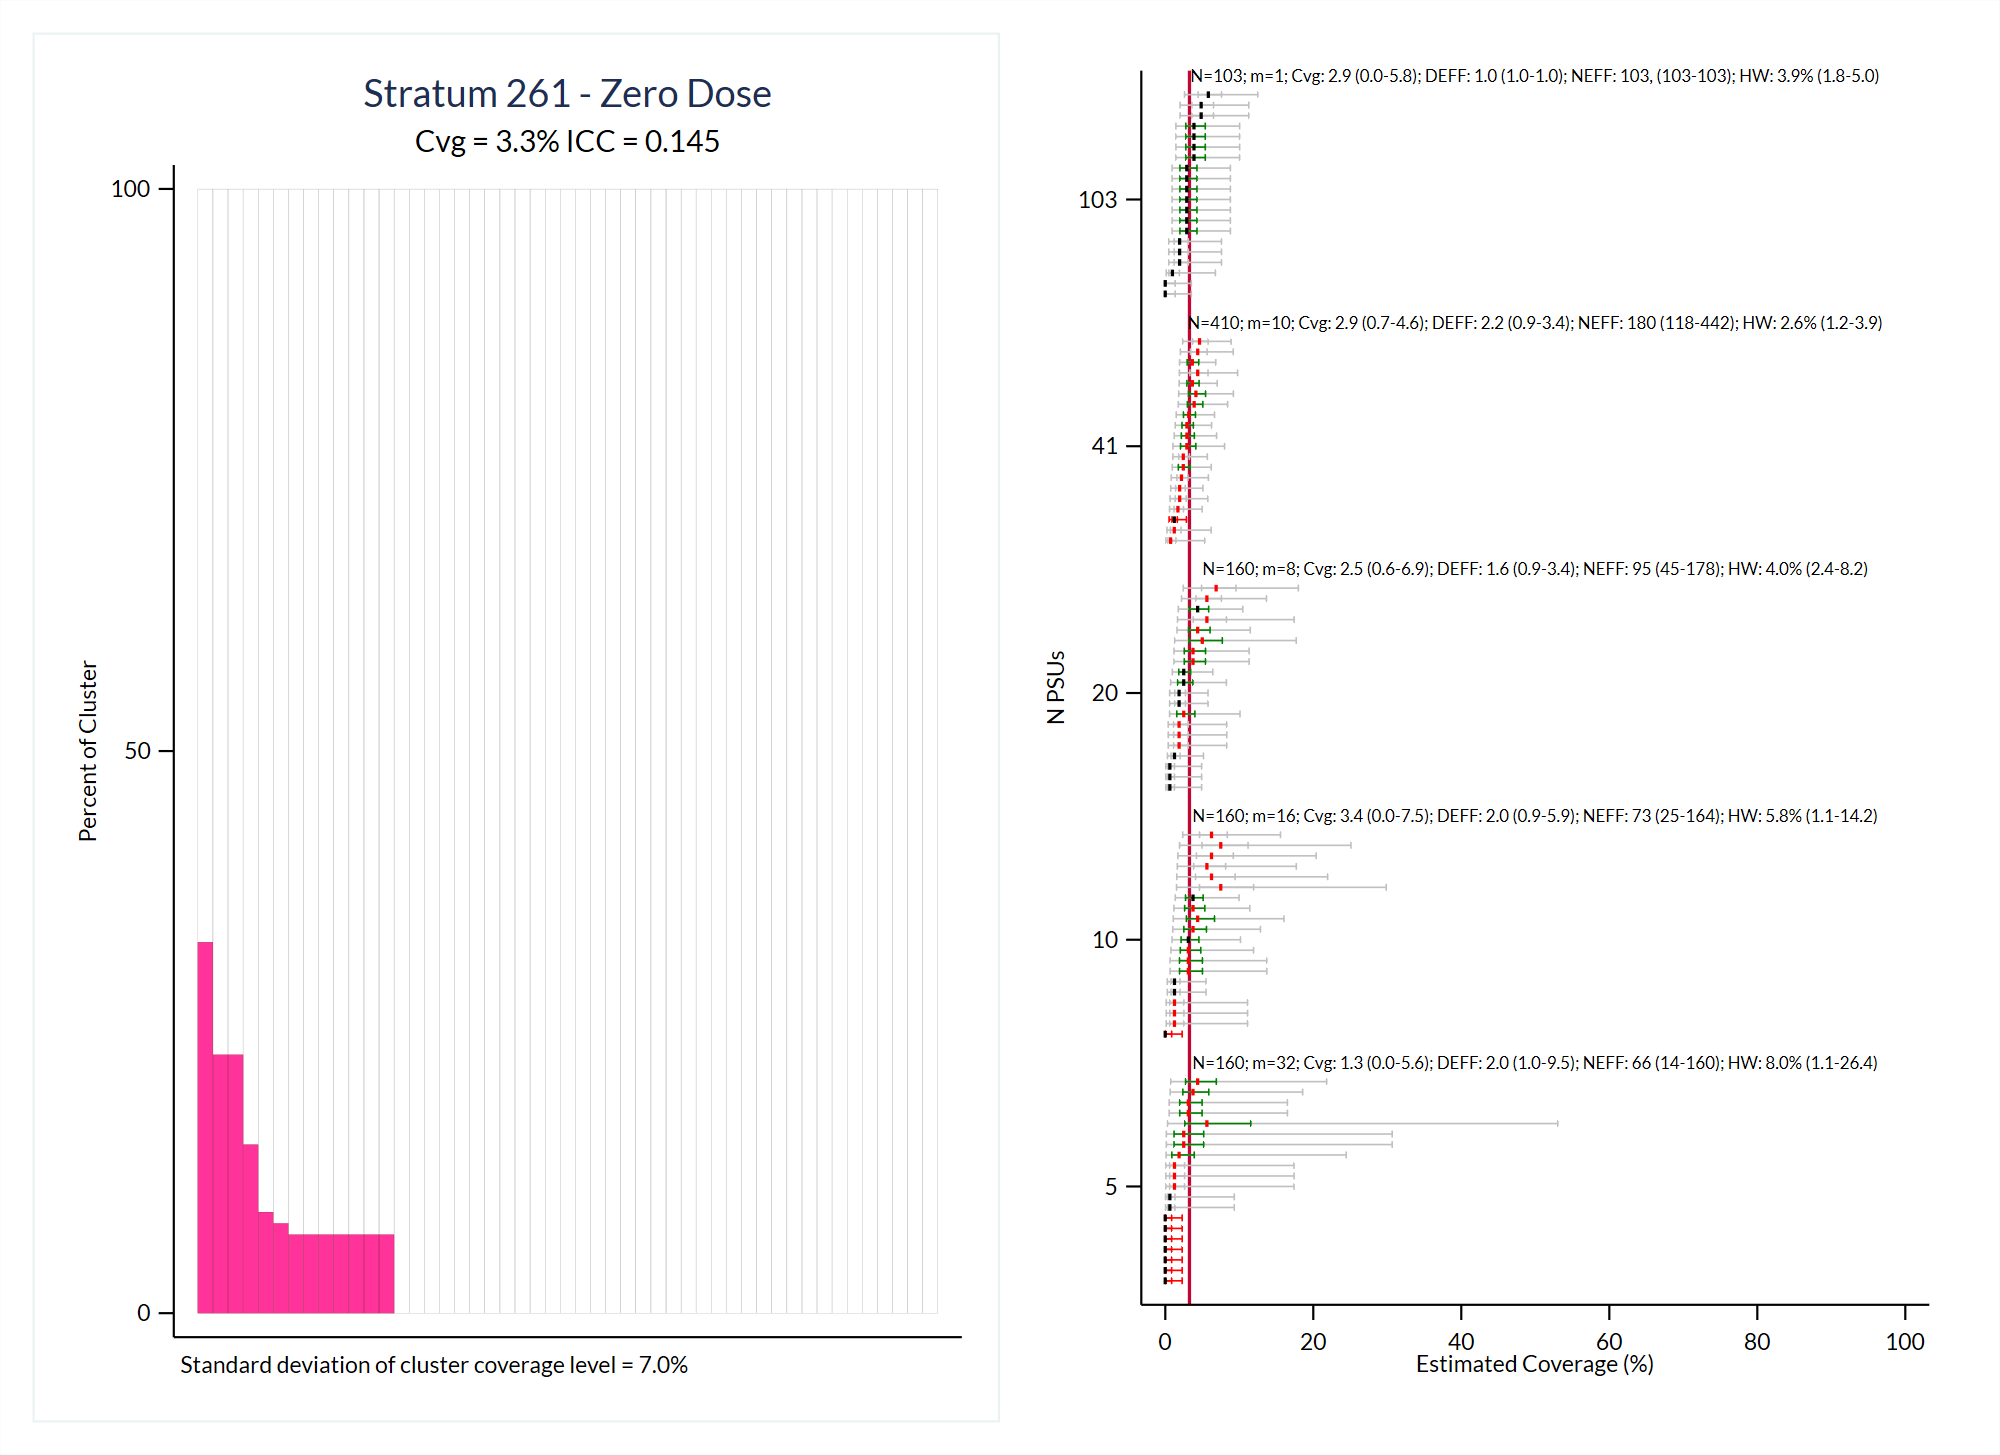 Stratum 261 - Zero Dose
Cvg = 3.3% ICC = 0.145
100
50
0
Percent of Cluster
Standard deviation of cluster coverage level = 7.0%
N=103; m=1; Cvg: 2.9 (0.0-5.8); DEFF: 1.0 (1.0-1.0); NEFF: 103, (103-103); HW: 3.9% (1.8-5.0)
103
N=410; m=10; Cvg: 2.9 (0.7-4.6); DEFF: 2.2 (0.9-3.4); NEFF: 180 (118-442); HW: 2.6% (1.2-3.9)
41
N=160; m=8; Cvg: 2.5 (0.6-6.9); DEFF: 1.6 (0.9-3.4); NEFF: 95 (45-178); HW: 4.0% (2.4-8.2)
20
N PSUs
N=160; m=16; Cvg: 3.4 (0.0-7.5); DEFF: 2.0 (0.9-5.9); NEFF: 73 (25-164); HW: 5.8% (1.1-14.2)
10
N=160; m=32; Cvg: 1.3 (0.0-5.6); DEFF: 2.0 (1.0-9.5); NEFF: 66 (14-160); HW: 8.0% (1.1-26.4)
5
0 20 40 60 80 100
Estimated Coverage (%)